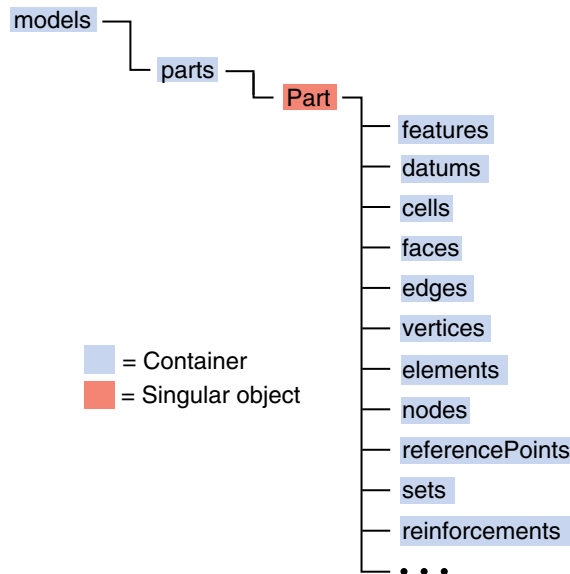 models
parts
Part
features
datums
cells
faces
edges
vertices
= Container
elements
= Singular object
nodes
referencePoints
sets
reinforcements
• • •